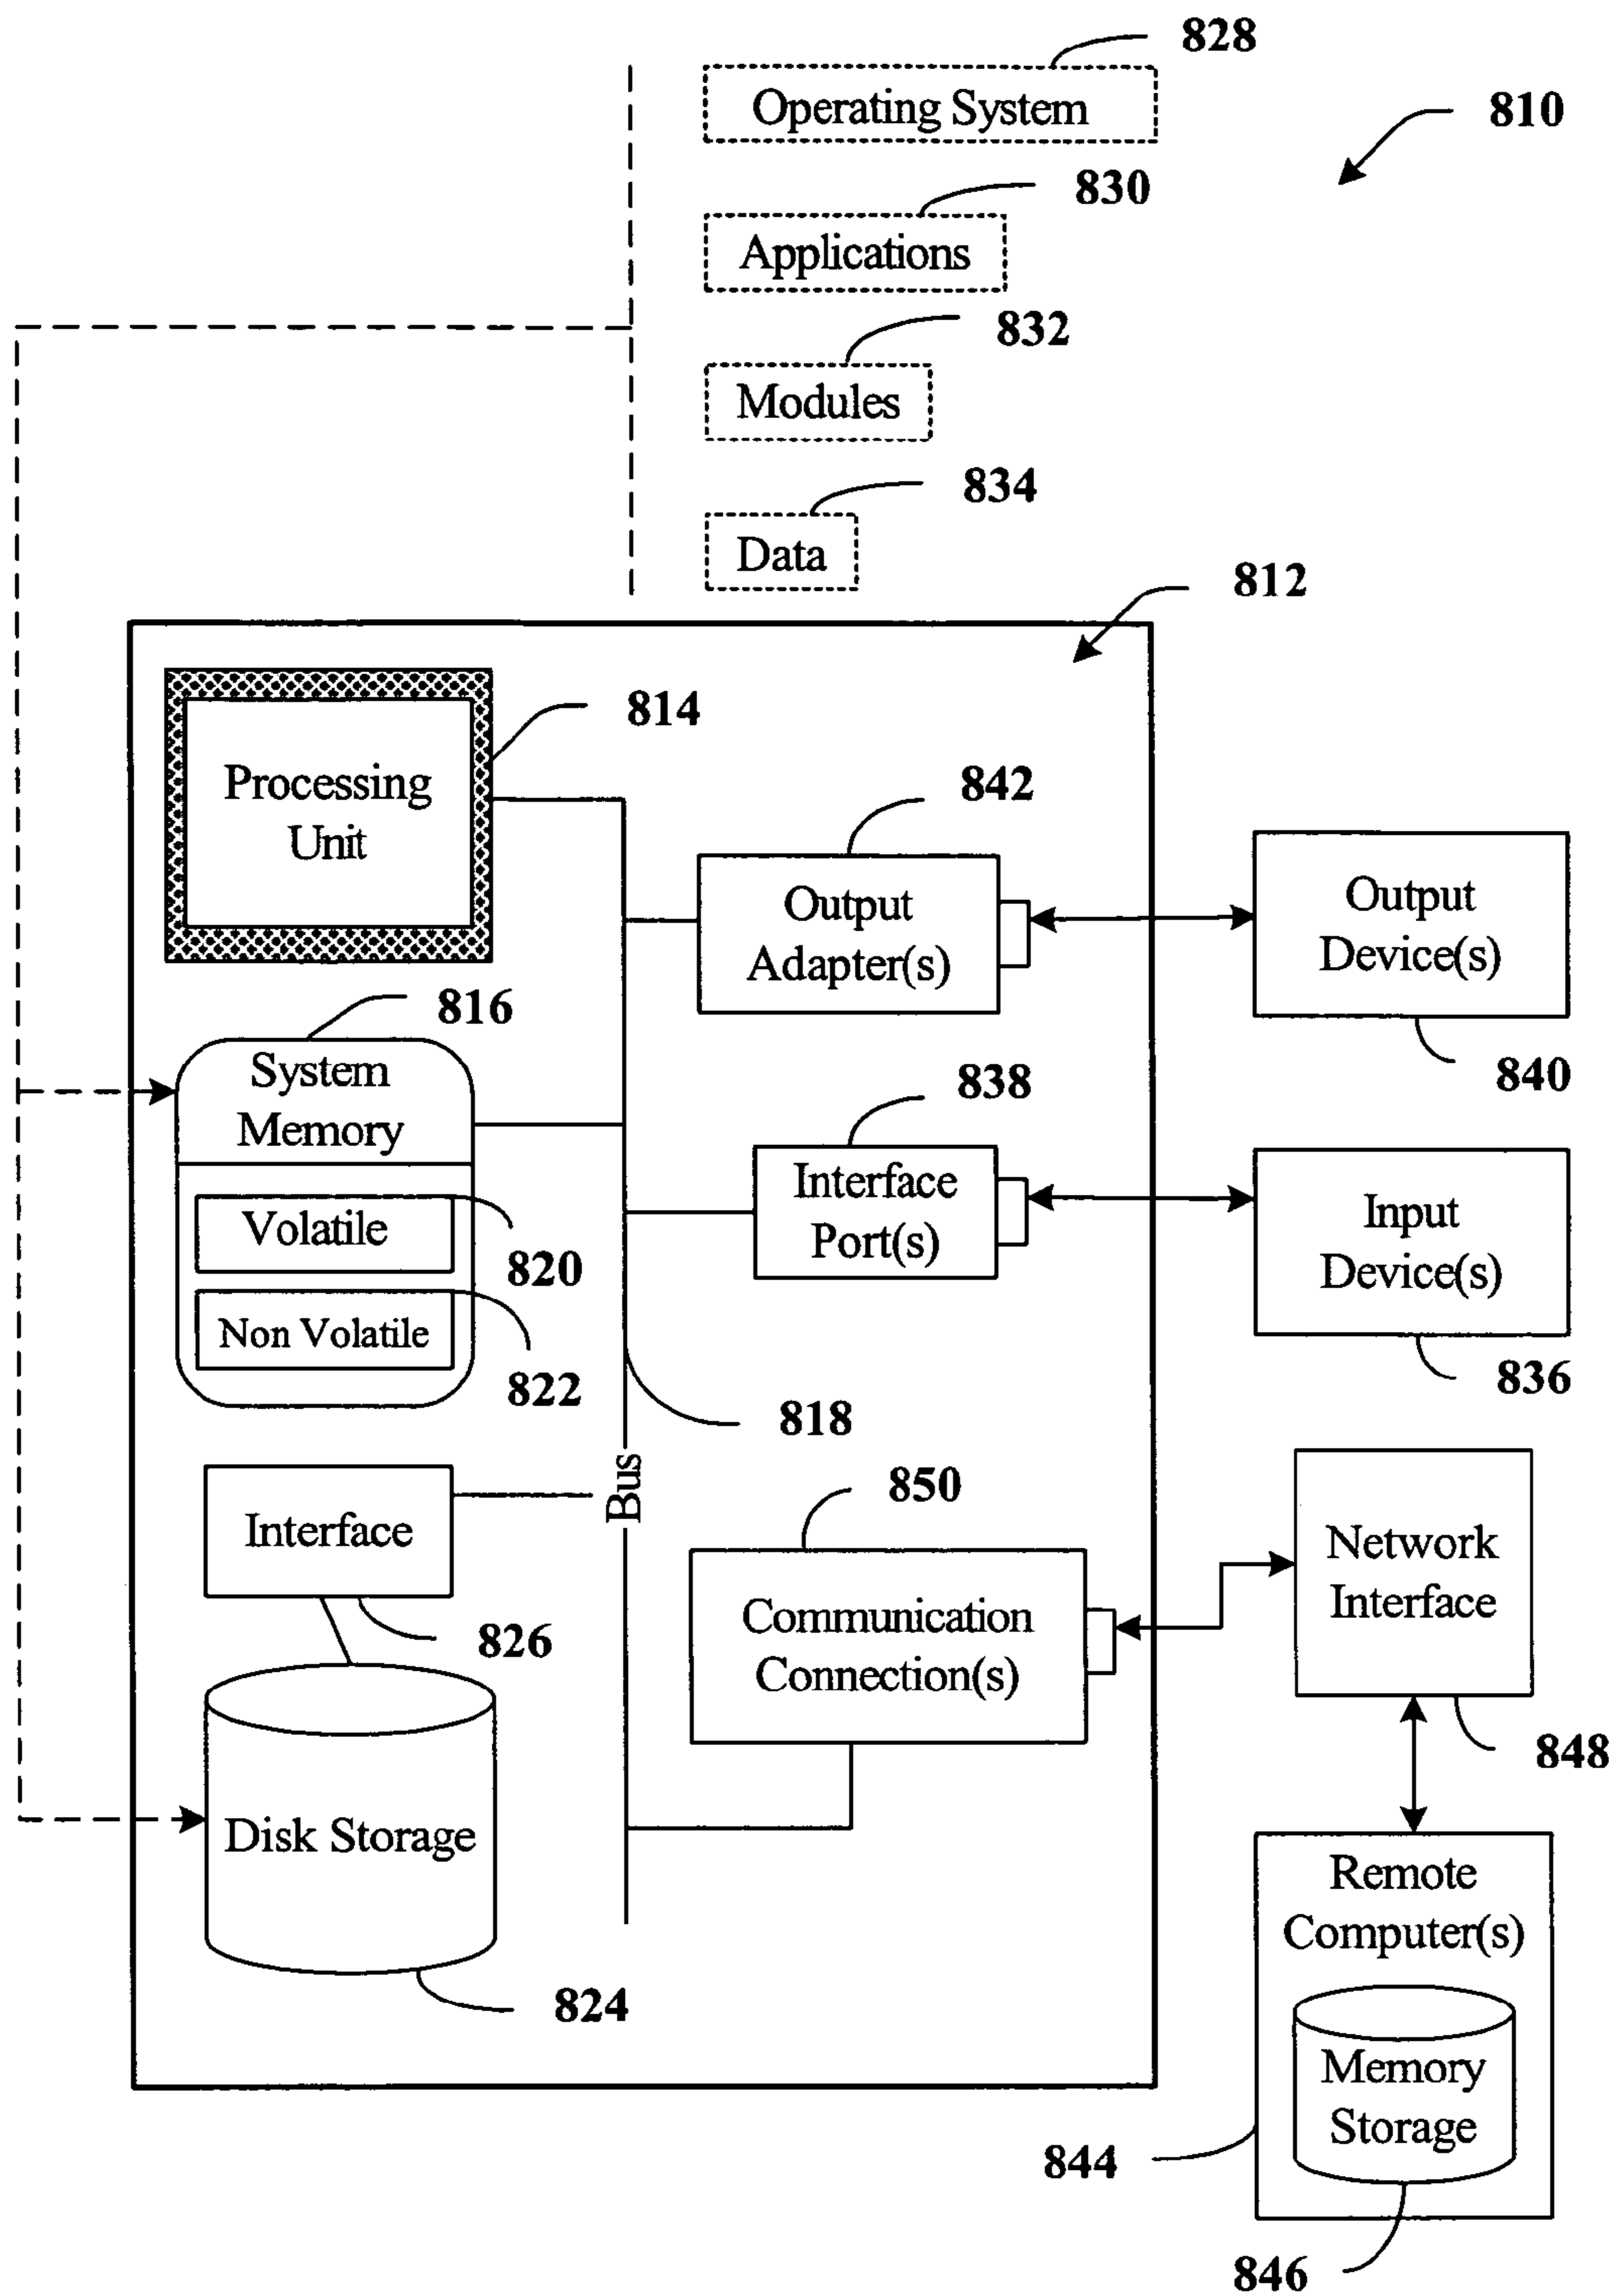 828
Operating System
810
830
Applications
832
Modules
834
Data
812
Processing
Unit
814
842
Output
Adapter(s)
Output
Device(s)
840
816
System
Memory
838
Interface
Port(s)
Input
Device(s)
836
Volatile
820
Non Volatile
822
818
Bus
850
Interface
826
Communication
Connection(s)
Network
Interface
848
Disk Storage
824
Remote
Computer(s)
Memory
Storage
844
846